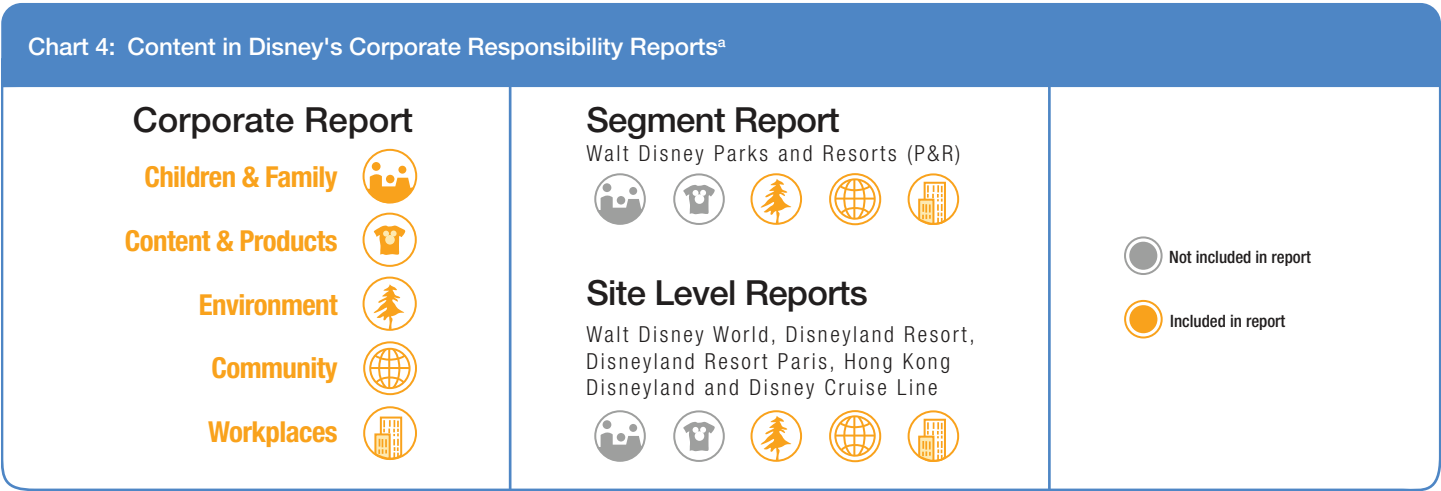 Chart 4: Content in Disney's Corporate Responsibility Reportsᵃ
Corporate Report
Children & Family
Content & Products
Environment
Community
Workplaces
Segment Report
Walt Disney Parks and Resorts (P&R)
Site Level Reports
Walt Disney World, Disneyland Resort,
Disneyland Resort Paris, Hong Kong
Disneyland and Disney Cruise Line
Not included in report
Included in report